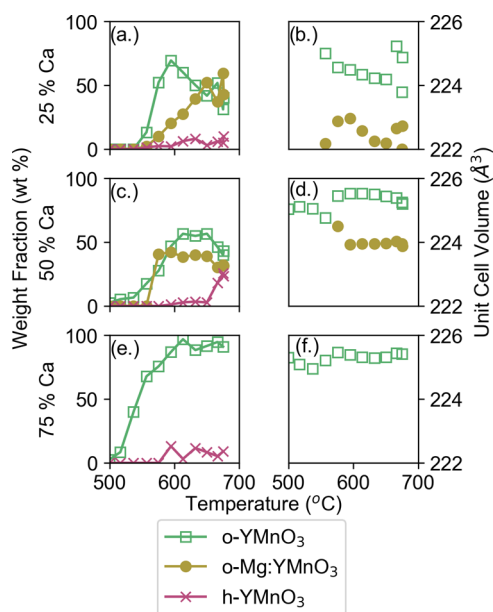 (a.)
(b.)
25 % Ca
100
50
0
226
224
222
(c.)
(d.)
50 % Ca
100
50
0
226
224
222
(e.)
(f.)
75 % Ca
100
50
0
226
224
222
Weight Fraction (wt %)
Unit Cell Volume (Å³)
500 600 700 500 600 700
Temperature (°C)
o-YMnO₃
o-Mg:YMnO₃
h-YMnO₃